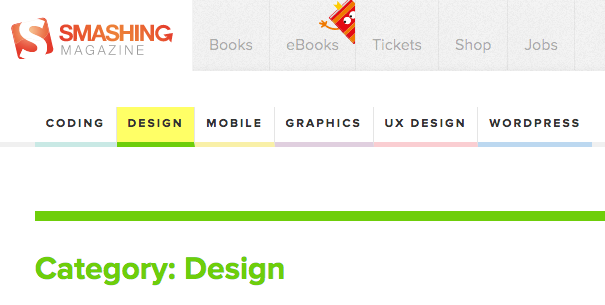 SMASHING
MAGAZINE
Books eBooks Tickets Shop Jobs
CODING DESIGN MOBILE GRAPHICS UX DESIGN WORDPRESS
Category: Design